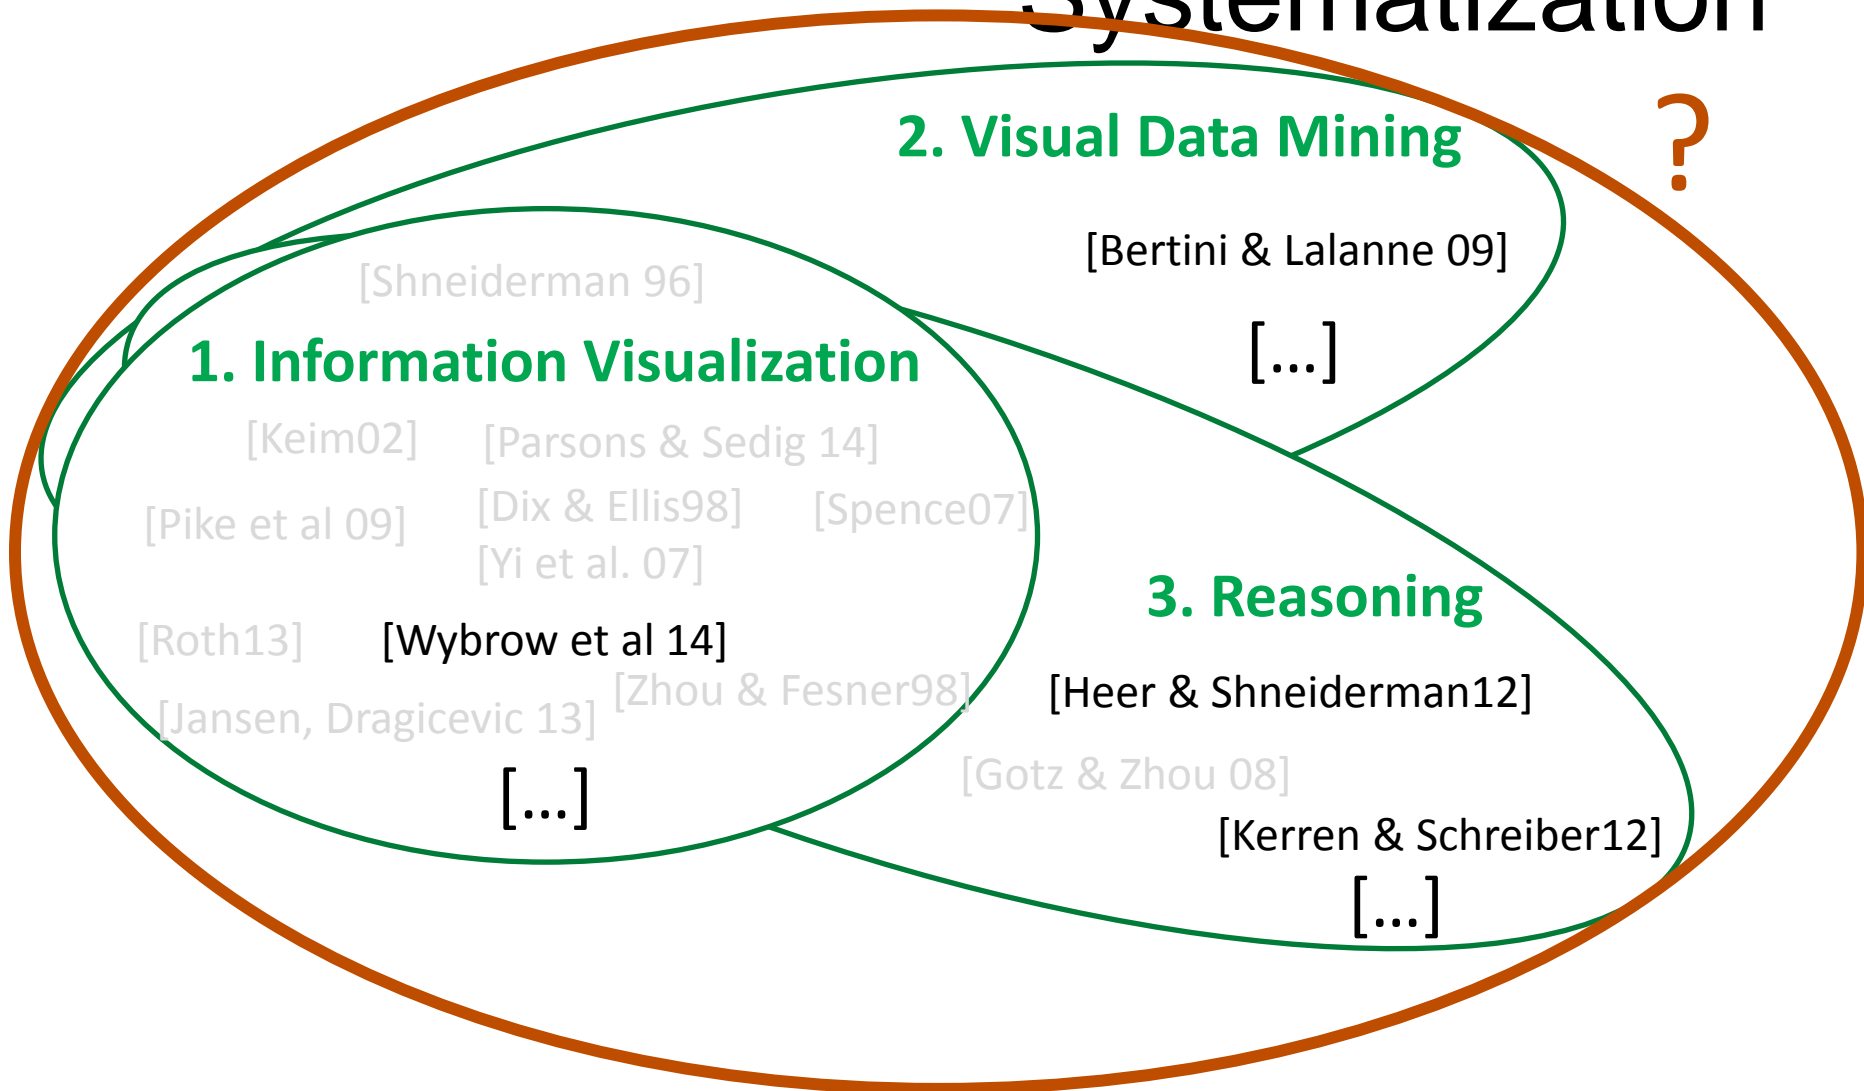 Systematization
?
2. Visual Data Mining
[Bertini & Lalanne 09]
[...]
[Shneiderman 96]
1. Information Visualization
[Keim02]
[Parsons & Sedig 14]
[Pike et al 09]
[Dix & Ellis98]
[Spence07]
[Yi et al. 07]
[Roth13]
[Wybrow et al 14]
[Zhou & Fesner98]
[Jansen, Dragicevic 13]
[...]
3. Reasoning
[Heer & Shneiderman12]
[Gotz & Zhou 08]
[Kerren & Schreiber12]
[...]